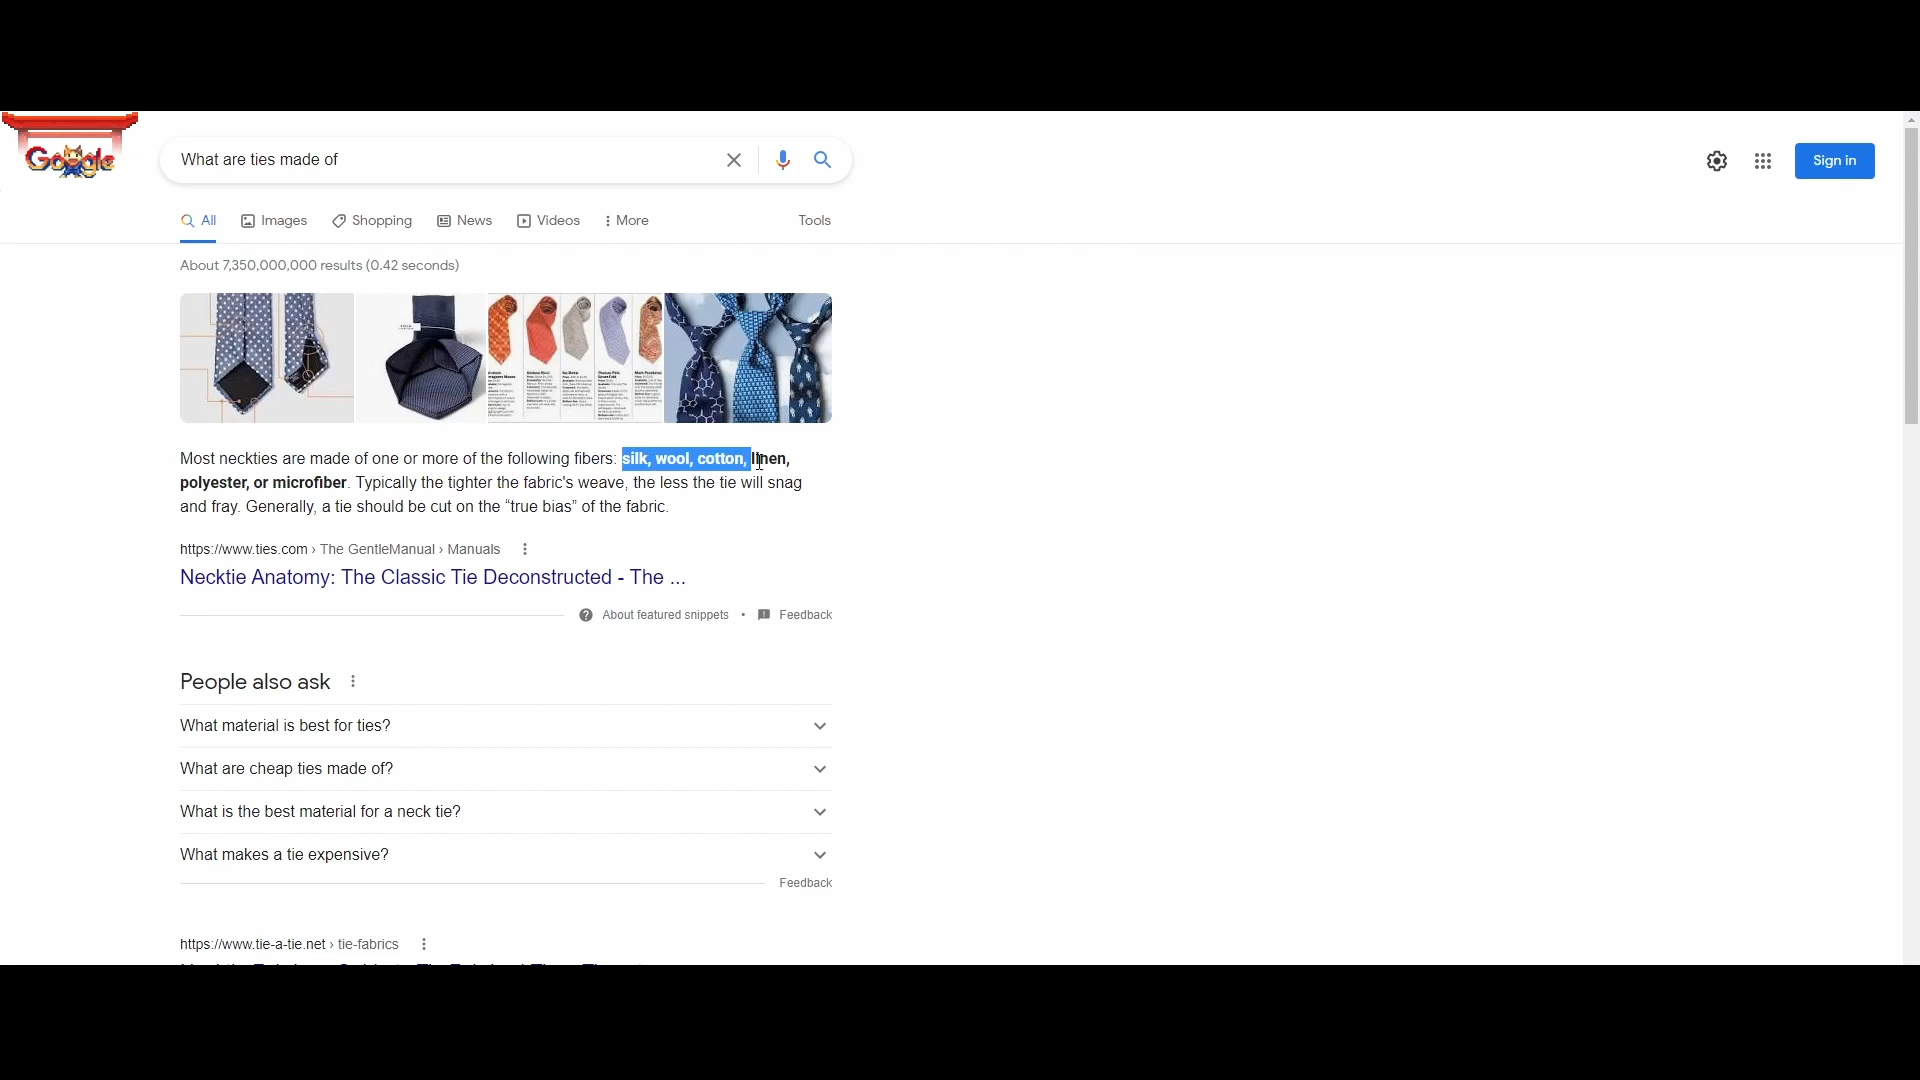 Google
What are ties made of
Sign in
All
Images
Shopping
News
Videos
More
Tools
About 7,350,000,000 results (0.42 seconds)
Most neckties are made of one or more of the following fibers: silk, wool, cotton, linen,
polyester, or microfiber. Typically the tighter the fabric's weave, the less the tie will snag
and fray. Generally, a tie should be cut on the “true bias” of the fabric.
https://www.ties.com › The GentleManual › Manuals
Necktie Anatomy: The Classic Tie Deconstructed - The ...
About featured snippets • Feedback
People also ask
What material is best for ties?
What are cheap ties made of?
What is the best material for a neck tie?
What makes a tie expensive?
Feedback
https://www.tie-a-tie.net › tie-fabrics